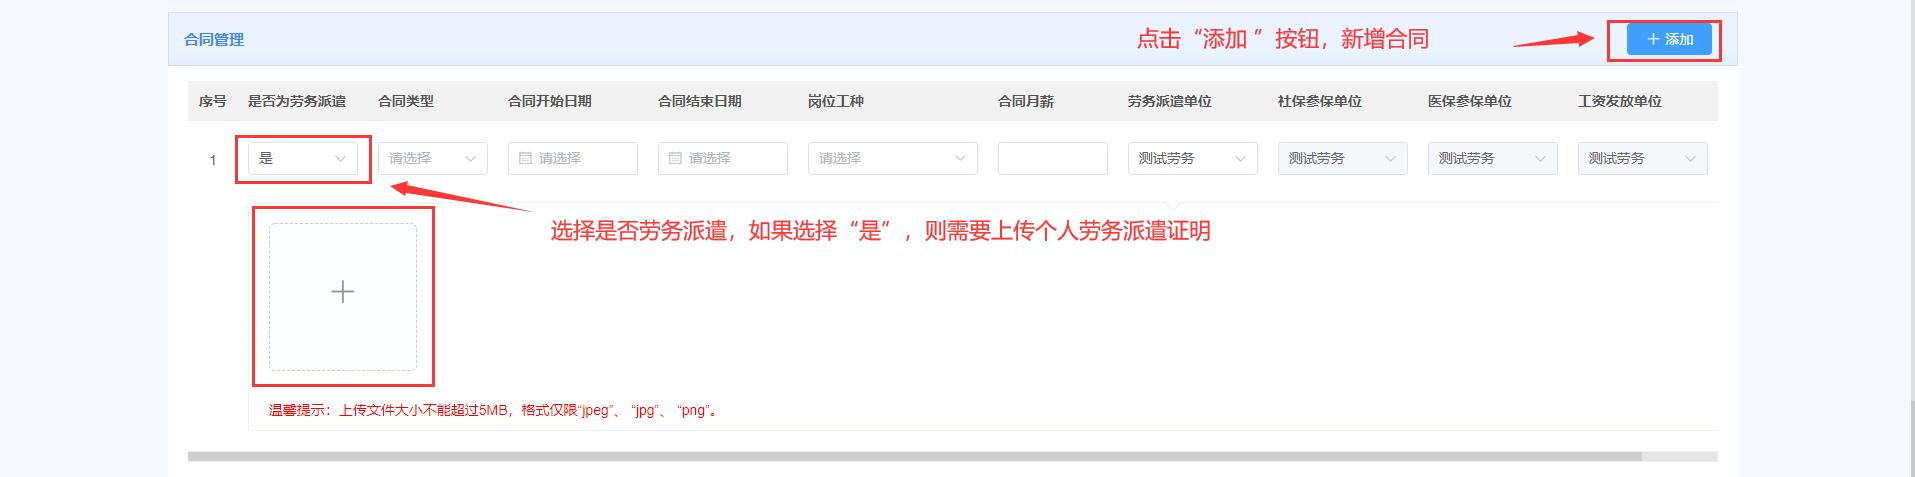 合同管理
点击“添加 ”按钮，新增合同
添加
序号 是否为劳务派遣 合同类型 合同开始日期 合同结束日期 岗位工种 合同月薪 劳务派遣单位 社保参保单位 医保参保单位 工资发放单位
1 是 请选择 请选择 请选择 请选择 测试劳务 测试劳务 测试劳务 测试劳务
选择是否劳务派遣，如果选择“是”，则需要上传个人劳务派遣证明
温馨提示：上传文件大小不能超过5MB，格式仅限“jpeg”、 “jpg”、 “png”。